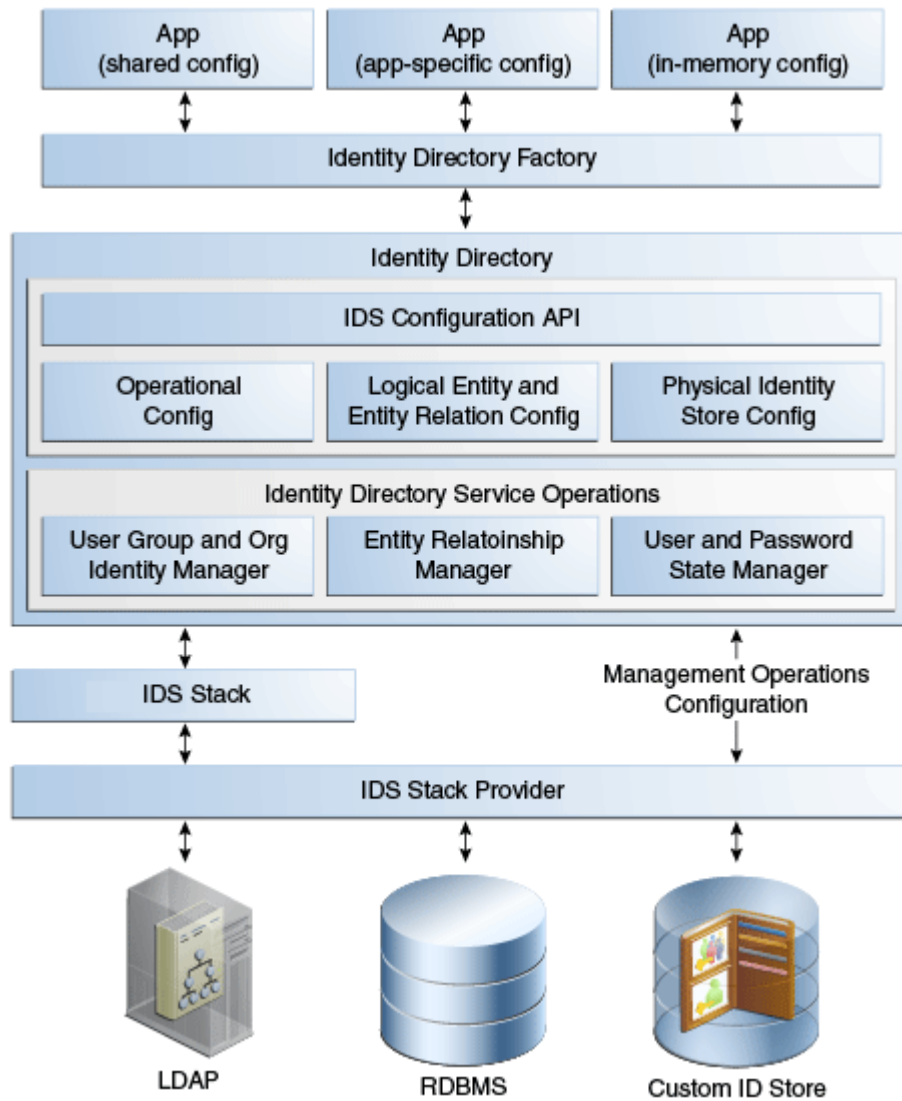 App
(shared config)
App
(app-specific config)
App
(in-memory config)
Identity Directory Factory
Identity Directory
IDS Configuration API
Operational
Config
Logical Entity and
Entity Relation Config
Physical Identity
Store Config
Identity Directory Service Operations
User Group and Org
Identity Manager
Entity Relatoinship
Manager
User and Password
State Manager
IDS Stack
Management Operations
Configuration
IDS Stack Provider
LDAP
RDBMS
Custom ID Store